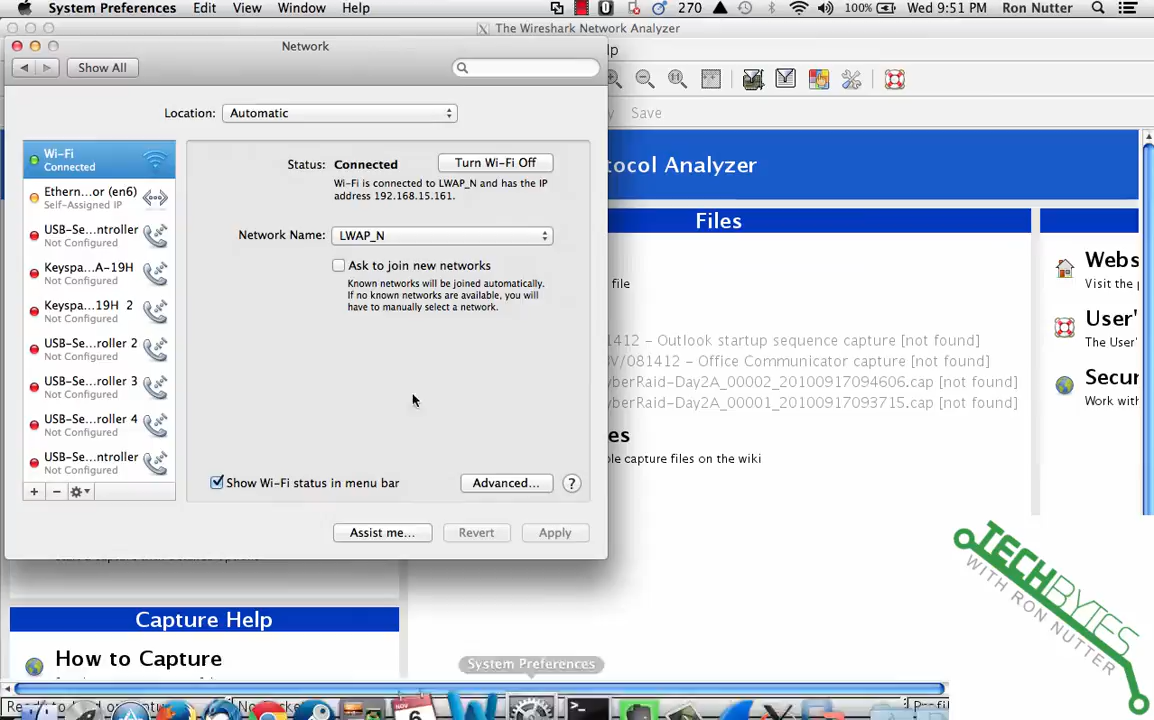 System Preferences Edit View Window Help 270 100% Wed 9:51 PM Ron Nutter
The Wireshark Network Analyzer
Network
lp
Show All
Save
Location: Automatic
Wi-Fi
Connected
Status: Connected Turn Wi-Fi Off
Wi-Fi is connected to LWAP_N and has the IP
address 192.168.15.161.
tocol Analyzer
Ethern...or (en6)
Self-Assigned IP
USB-Se...ntroller
Not Configured
Network Name: LWAP_N
Files
Webs
Visit the
Keyspa...A-19H
Not Configured
Ask to join new networks
Known networks will be joined automatically.
If no known networks are available, you will
have to manually select a network.
file
Keyspa...19H 2
Not Configured
User'
The User'
USB-Se...roller 2
Not Configured
1412 – Outlook startup sequence capture [not found]
BV/081412 – Office Communicator capture [not found]
yberRaid-Day2A_00002_20100917094606.cap [not found]
yberRaid-Day2A_00001_20100917093715.cap [not found]
Secur
Work with
USB-Se...roller 3
Not Configured
USB-Se...roller 4
Not Configured
es
le capture files on the wiki
USB-Se...ntroller
Not Configured
Show Wi-Fi status in menu bar Advanced... ?
Assist me... Revert Apply
Capture Help
How to Capture
System Preferences
6
TECHBYTES
WITH RON NUTTER